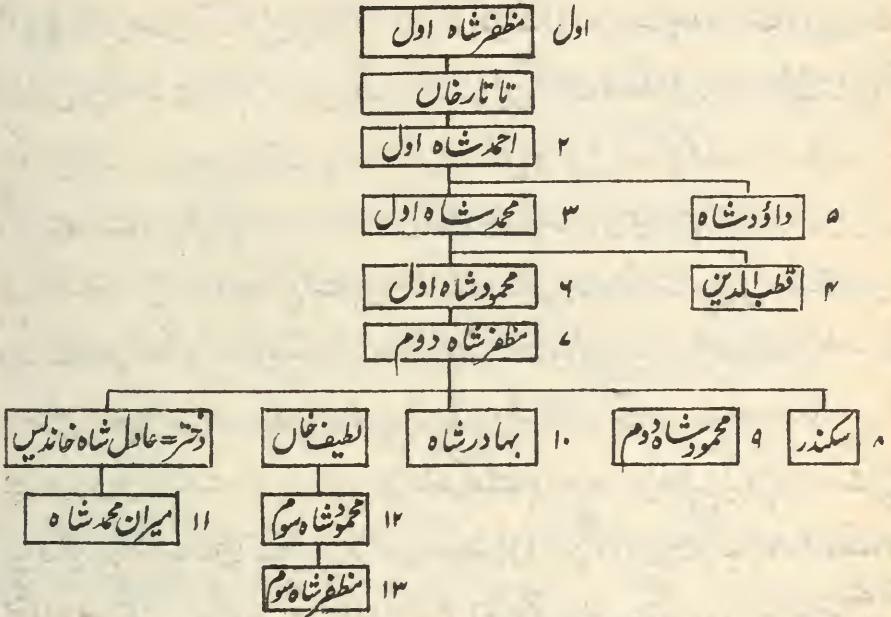 اول مظفر شاہ اول
تاتار خاں
۲ احمد شاہ اول
۵ داؤد شاہ ۳ محمد شاہ اول
۴ قطب الدین ۶ محمود شاہ اول
۷ مظفر شاہ دوم
۸ سکندر ۹ محمود شاہ دوم ۱۰ بہادر شاہ لطیف خاں دختر = عادل شاہ خاندیس
۱۲ محمود شاہ سوم ۱۱ میران محمد شاہ
۱۳ مظفر شاہ سوم